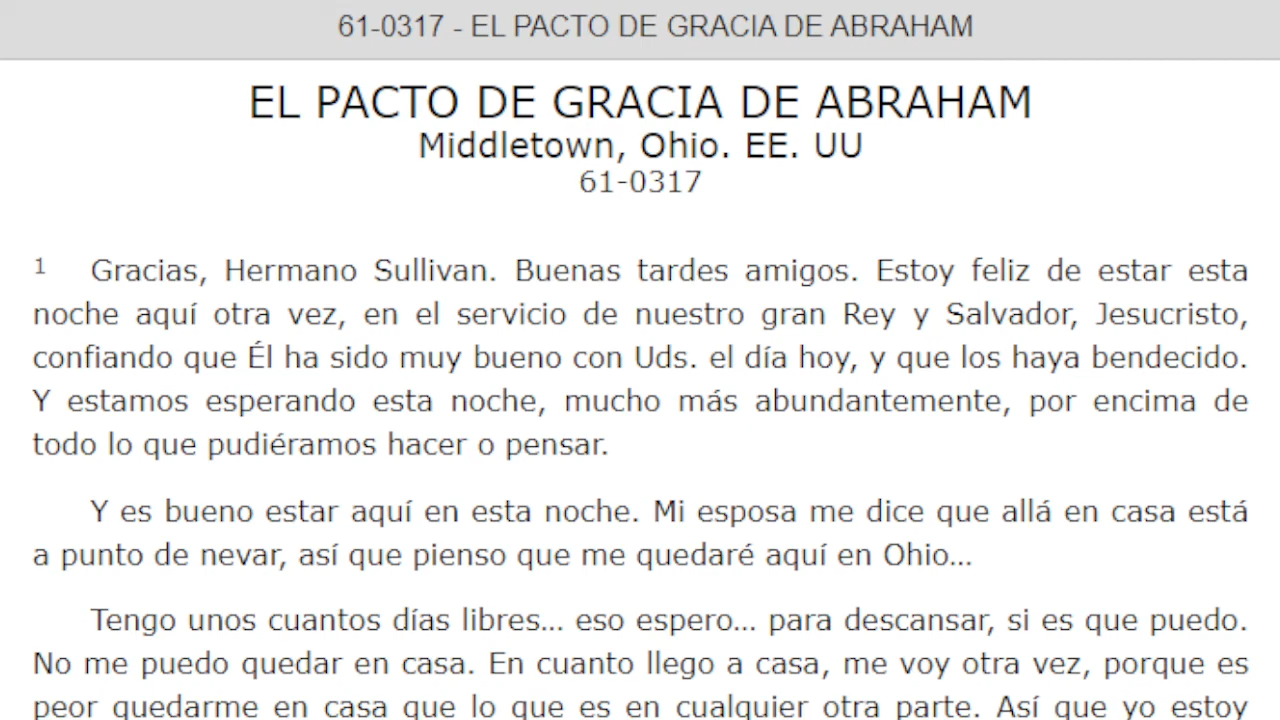 61-0317 - EL PACTO DE GRACIA DE ABRAHAM
EL PACTO DE GRACIA DE ABRAHAM
Middletown, Ohio. EE. UU
61-0317
1 Gracias, Hermano Sullivan. Buenas tardes amigos. Estoy feliz de estar esta
noche aquí otra vez, en el servicio de nuestro gran Rey y Salvador, Jesucristo,
confiando que Él ha sido muy bueno con Uds. el día hoy, y que los haya bendecido.
Y estamos esperando esta noche, mucho más abundantemente, por encima de
todo lo que pudiéramos hacer o pensar.
Y es bueno estar aquí en esta noche. Mi esposa me dice que allá en casa está
a punto de nevar, así que pienso que me quedaré aquí en Ohio...
Tengo unos cuantos días libres... eso espero... para descansar, si es que puedo.
No me puedo quedar en casa. En cuanto llego a casa, me voy otra vez, porque es
peor quedarme en casa que lo que es en cualquier otra parte. Así que yo estoy